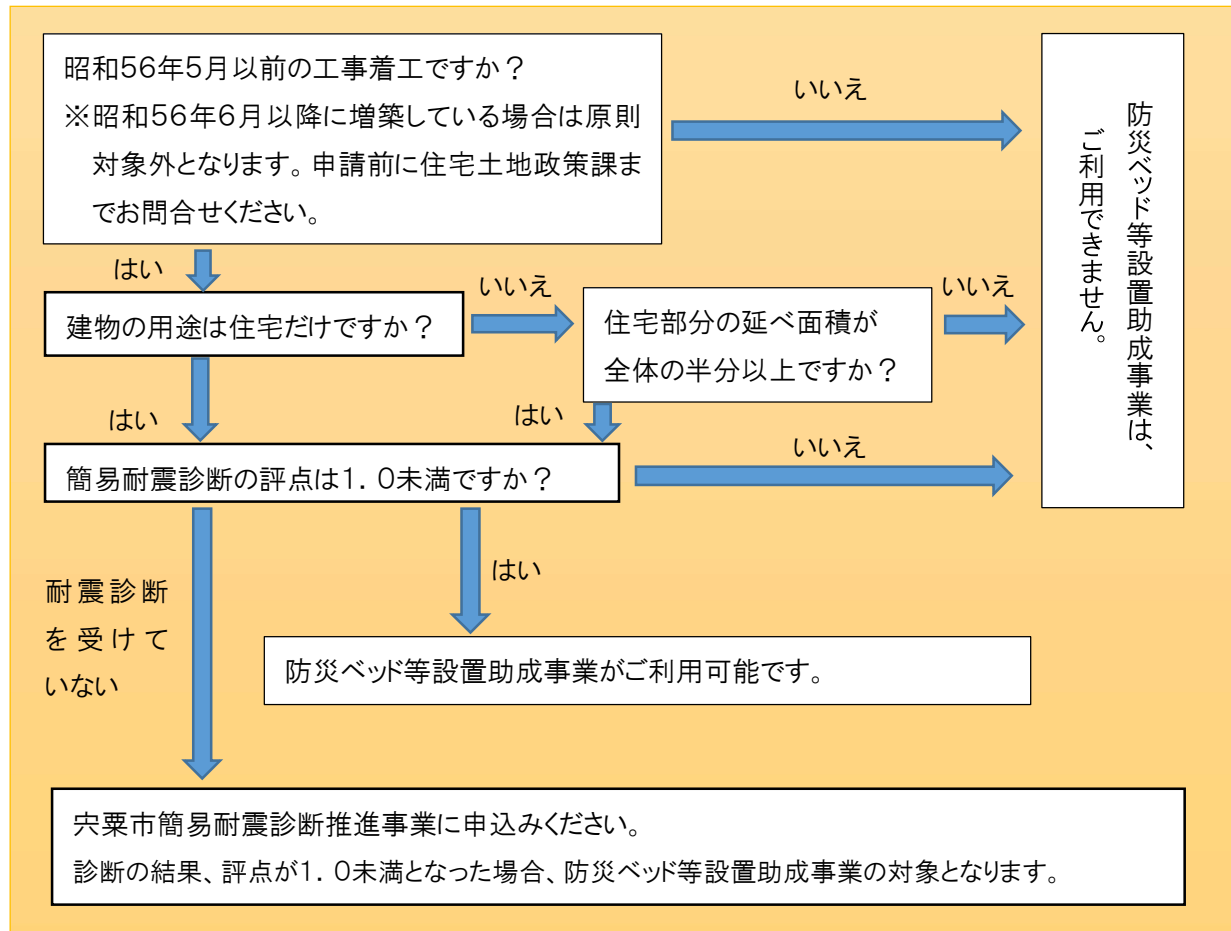 昭和56年5月以前の工事着工ですか？
※昭和56年6月以降に増築している場合は原則
対象外となります。申請前に住宅土地政策課ま
でお問合せください。
いいえ
防災ベッド等設置助成事業は、
ご利用できません。
はい
建物の用途は住宅だけですか？
いいえ
住宅部分の延べ面積が
全体の半分以上ですか？
いいえ
はい
はい
簡易耐震診断の評点は1．0未満ですか？
いいえ
耐震診断
を受けて
いない
はい
防災ベッド等設置助成事業がご利用可能です。
宍粟市簡易耐震診断推進事業に申込みください。
診断の結果、評点が1．0未満となった場合、防災ベッド等設置助成事業の対象となります。